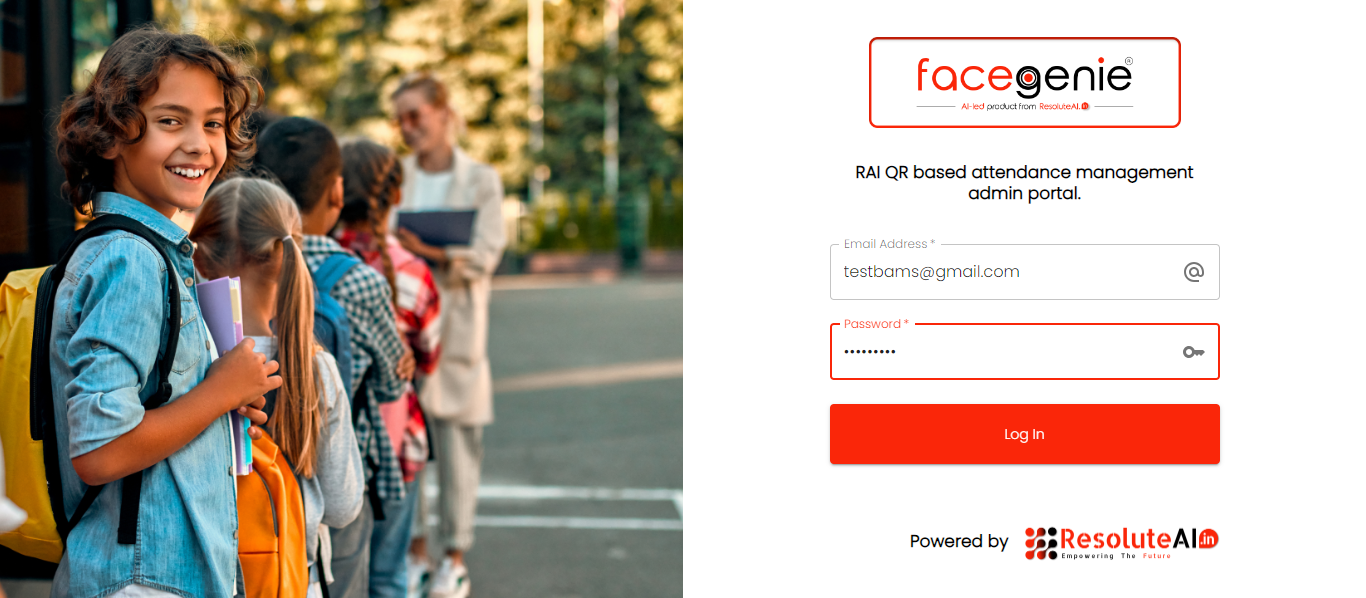 facegenie®
AI-led product from ResoluteAI.in
RAI QR based attendance management
admin portal.
Email Address *
testbams@gmail.com
Password *
•••••••••
Log In
Powered by
ResoluteAI.in
Empowering The Future